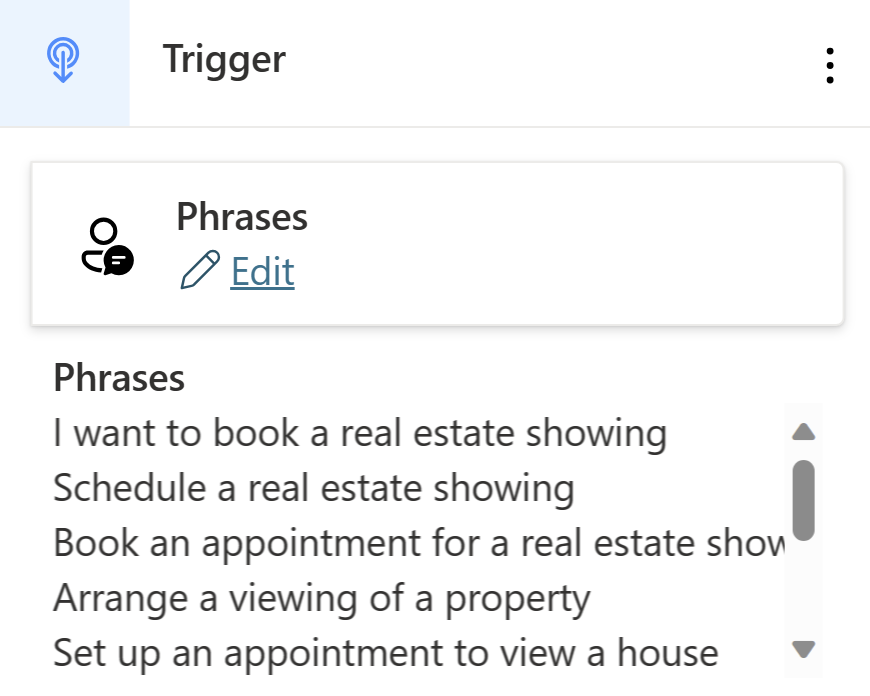 Trigger
Phrases
Edit
Phrases
I want to book a real estate showing
Schedule a real estate showing
Book an appointment for a real estate show
Arrange a viewing of a property
Set up an appointment to view a house